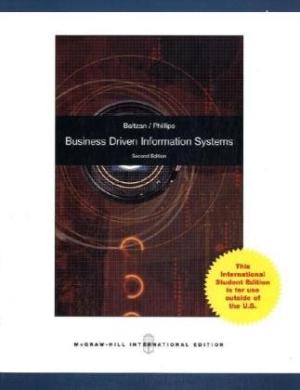 Baltzan / Phillips
Business Driven Information Systems
Second Edition
This
International
Student Edition
is for use
outside of
the U.S.
McGRAW-HILL INTERNATIONAL EDITION